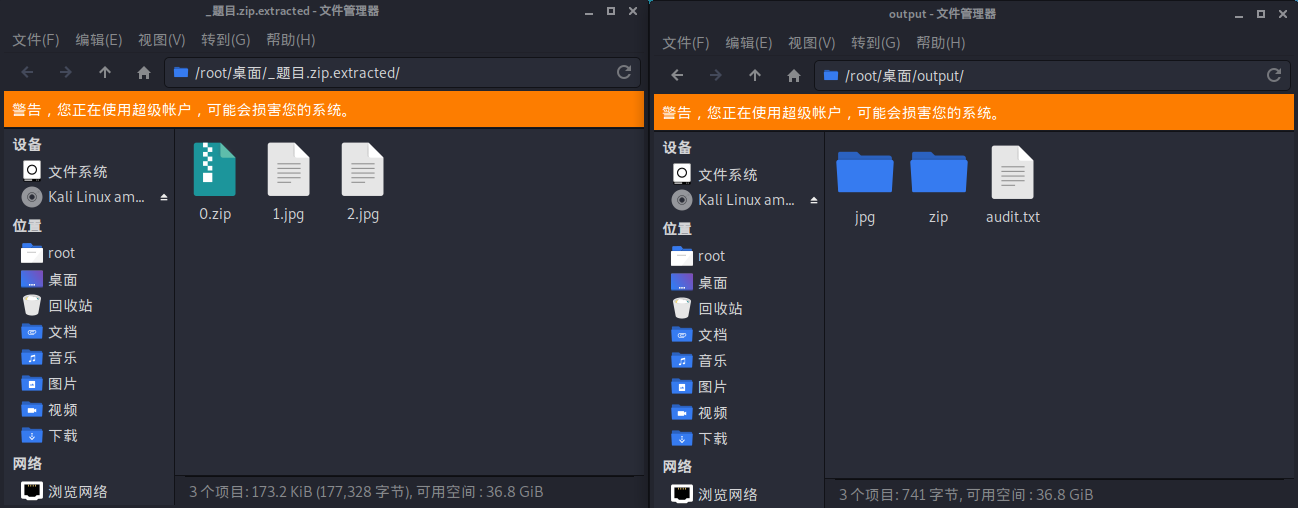 _题目.zip.extracted - 文件管理器
文件(F) 编辑(E) 视图(V) 转到(G) 帮助(H)
/root/桌面/_题目.zip.extracted/
警告，您正在使用超级帐户，可能会损害您的系统。
设备
文件系统
Kali Linux am...
位置
root
桌面
回收站
文档
音乐
图片
视频
下载
网络
浏览网络
0.zip 1.jpg 2.jpg
3 个项目: 173.2 KiB (177,328 字节), 可用空间 : 36.8 GiB
output - 文件管理器
文件(F) 编辑(E) 视图(V) 转到(G) 帮助(H)
/root/桌面/output/
警告，您正在使用超级帐户，可能会损害您的系统。
设备
文件系统
Kali Linux am...
位置
root
桌面
回收站
文档
音乐
图片
视频
下载
网络
浏览网络
jpg zip audit.txt
3 个项目: 741 字节, 可用空间 : 36.8 GiB